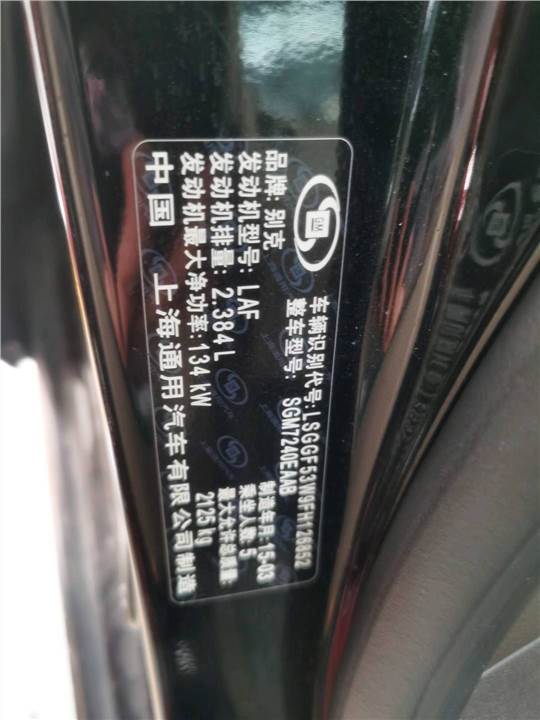 GM
车辆识别代号:LSGGF53W9FH128652
品牌: 别克
整车型号: SGM7240EAAB
发动机型号: LAF
制造年月: 15-03
发动机排量: 2.384L
乘坐人数: 5
发动机最大净功率: 134 kW
最大允许总质量:
2125 kg
中国
上海通用汽车有限公司制造